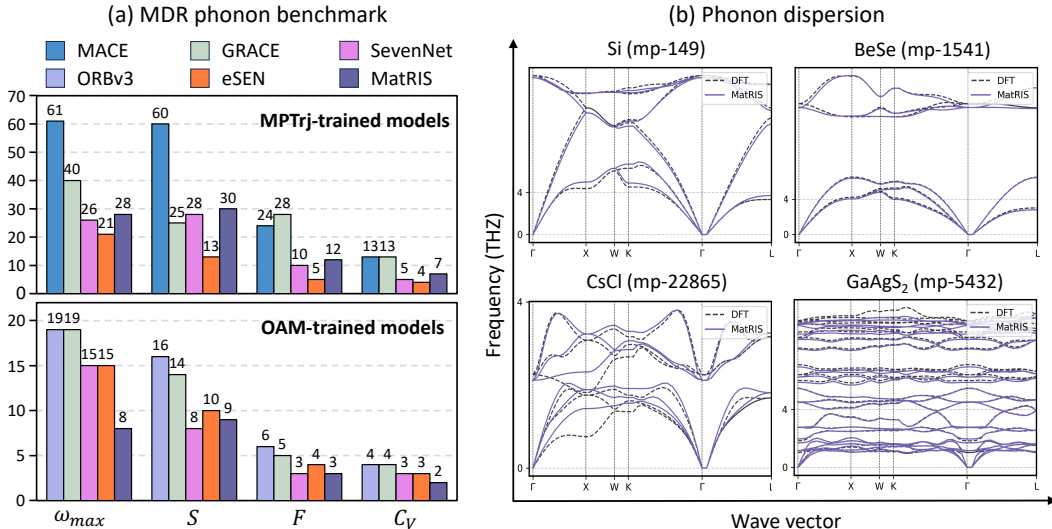 (a) MDR phonon benchmark
MACE GRACE SevenNet
ORBv3 eSEN MatRIS
MPTrj-trained models
70
60
50
40
30
20
10
0
61 40 26 21 28
60 25 28 13 30
24 28 10 5 12
13 13 5 4 7
OAM-trained models
20
15
10
5
0
19 19 15 15 8
16 14 8 10 9
6 5 3 4 3
4 4 3 3 2
ω_max S F C_V
(b) Phonon dispersion
Frequency (THZ)
Si (mp-149)
DFT
MatRIS
4
0
Γ X W K Γ L
BeSe (mp-1541)
DFT
MatRIS
4
0
Γ X W K Γ L
CsCl (mp-22865)
DFT
MatRIS
4
0
Γ X W K Γ L
GaAgS₂ (mp-5432)
DFT
MatRIS
4
0
Γ X W K Γ L
Wave vector